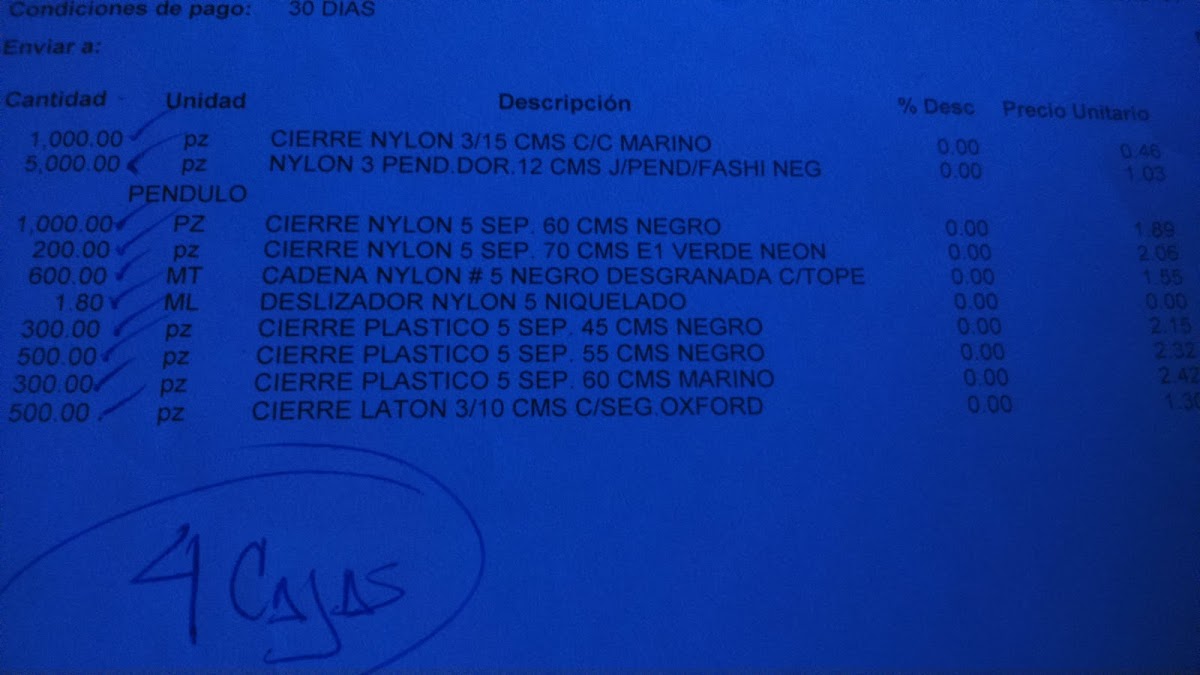 Condiciones de pago: 30 DIAS
Enviar a:
Cantidad Unidad Descripción % Desc Precio Unitario
1,000.00 pz CIERRE NYLON 3/15 CMS C/C MARINO 0.00 0.46
5,000.00 pz NYLON 3 PEND.DOR.12 CMS J/PEND/FASHI NEG 0.00 1.03
PENDULO
1,000.00 PZ CIERRE NYLON 5 SEP. 60 CMS NEGRO 0.00 1.89
200.00 pz CIERRE NYLON 5 SEP. 70 CMS E1 VERDE NEON 0.00 2.06
600.00 MT CADENA NYLON # 5 NEGRO DESGRANADA C/TOPE 0.00 1.55
1.80 ML DESLIZADOR NYLON 5 NIQUELADO 0.00 0.00
300.00 pz CIERRE PLASTICO 5 SEP. 45 CMS NEGRO 0.00 2.15
500.00 pz CIERRE PLASTICO 5 SEP. 55 CMS NEGRO 0.00 2.32
300.00 pz CIERRE PLASTICO 5 SEP. 60 CMS MARINO 0.00 2.42
500.00 pz CIERRE LATON 3/10 CMS C/SEG.OXFORD 0.00
4 Cajas